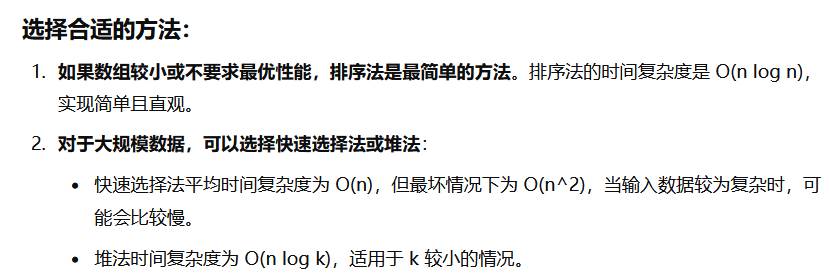 选择合适的方法：
1. 如果数组较小或不要求最优性能，排序法是最简单的方法。排序法的时间复杂度是 O(n log n)，
实现简单且直观。
2. 对于大规模数据，可以选择快速选择法或堆法：
• 快速选择法平均时间复杂度为 O(n)，但最坏情况下为 O(n^2)，当输入数据较为复杂时，可
能会比较慢。
• 堆法时间复杂度为 O(n log k)，适用于 k 较小的情况。